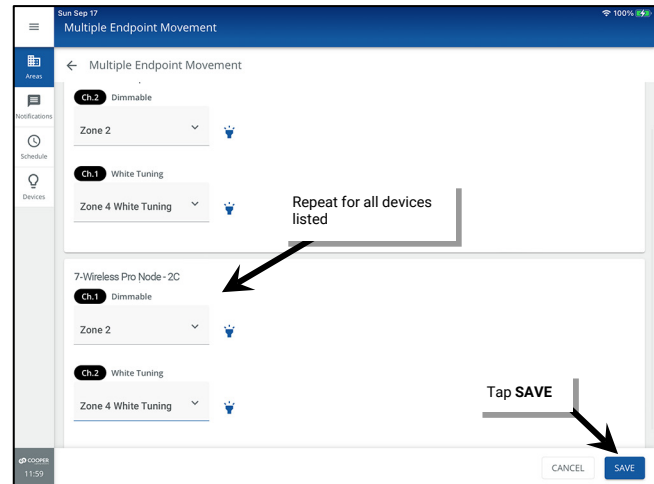 Sun Sep 17
100%
Multiple Endpoint Movement
Multiple Endpoint Movement
Areas
Notifications
Schedule
Devices
Ch.2 Dimmable
Zone 2
Ch.1 White Tuning
Zone 4 White Tuning
Repeat for all devices
listed
7-Wireless Pro Node - 2C
Ch.1 Dimmable
Zone 2
Ch.2 White Tuning
Zone 4 White Tuning
Tap SAVE
COOPER
11:59
CANCEL
SAVE